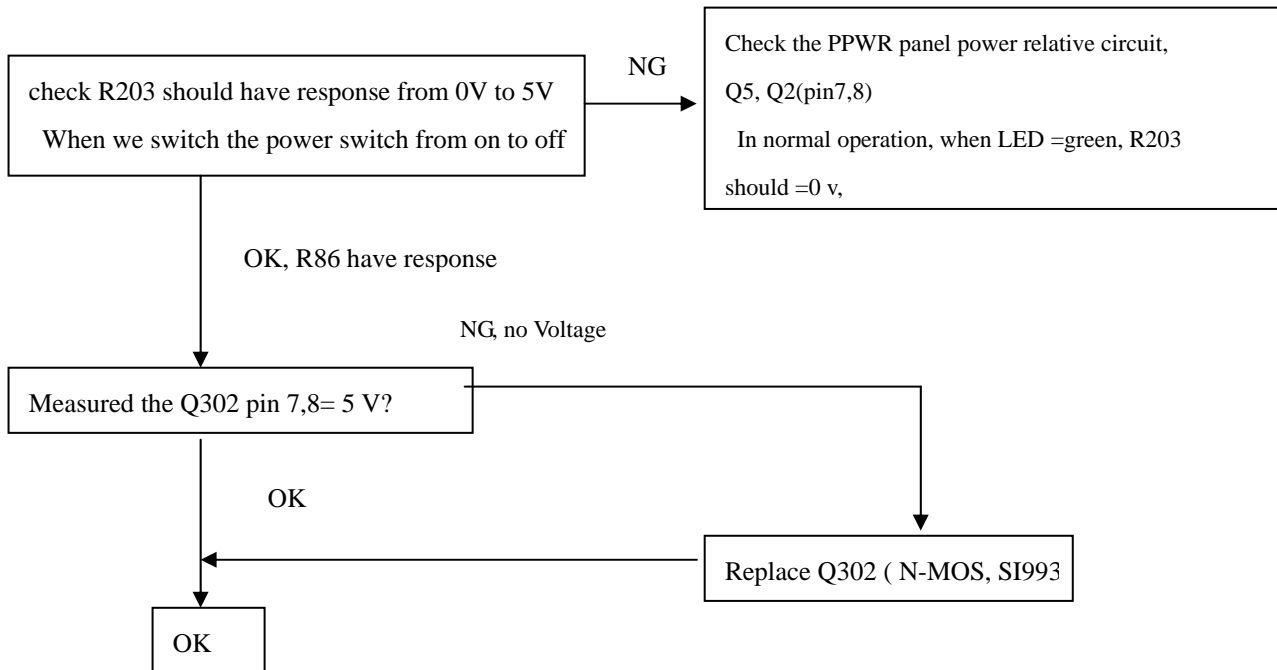 check R203 should have response from 0V to 5V
When we switch the power switch from on to off
NG
Check the PPWR panel power relative circuit,
Q5, Q2(pin7,8)
In normal operation, when LED =green, R203
should =0 v,
OK, R86 have response
NG, no Voltage
Measured the Q302 pin 7,8= 5 V?
OK
Replace Q302 ( N-MOS, SI993
OK